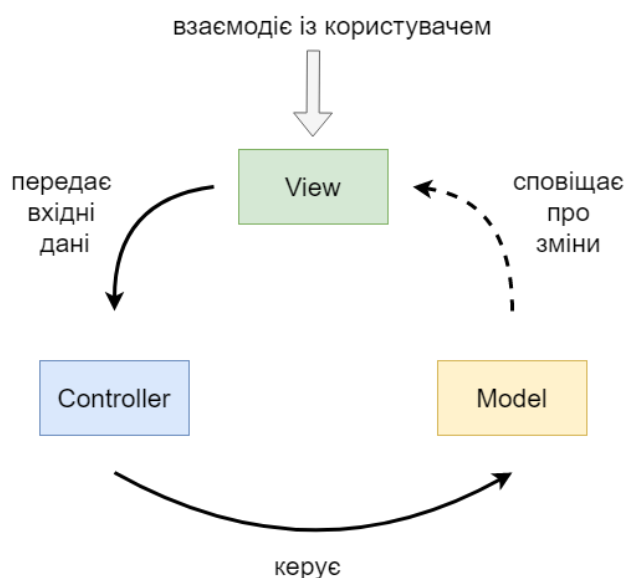 взаємодіє із користувачем
View
передає
вхідні
дані
сповіщає
про
зміни
Controller
Model
керує